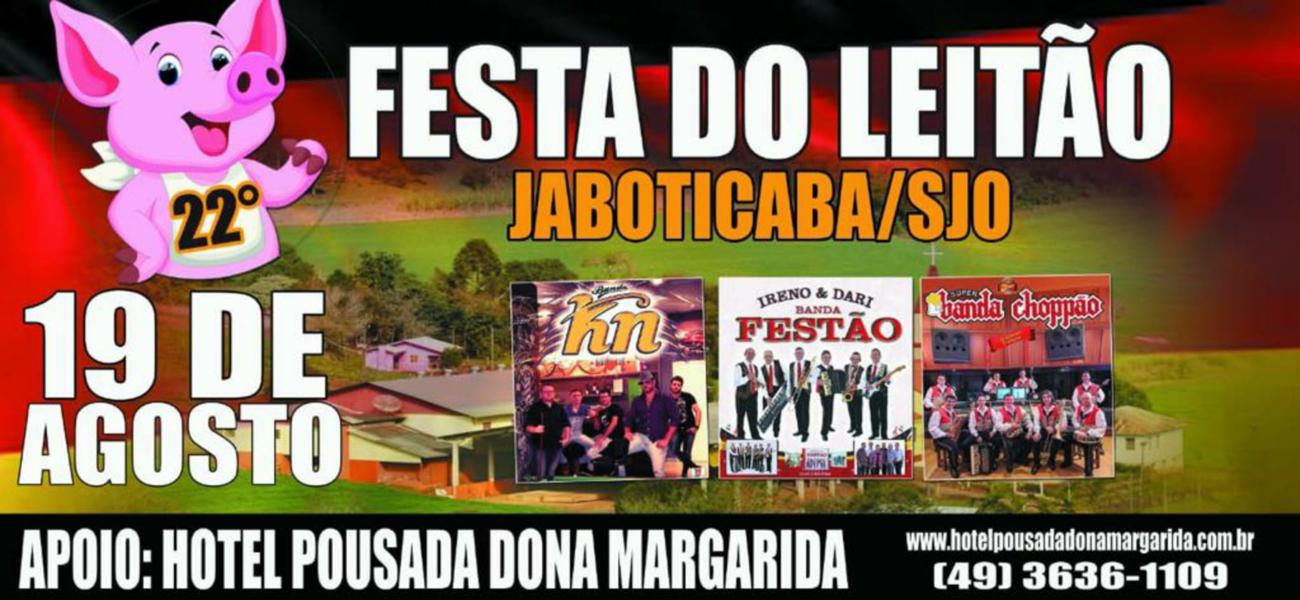 FESTA DO LEITÃO
JABOTICABA/SJO
22°
19 DE
AGOSTO
Banda
Kn
IRENO & DARI
BANDA
FESTÃO
SUPER
banda choppão
APOIO: HOTEL POUSADA DONA MARGARIDA
www.hotelpousadadonamargarida.com.br
(49) 3636-1109